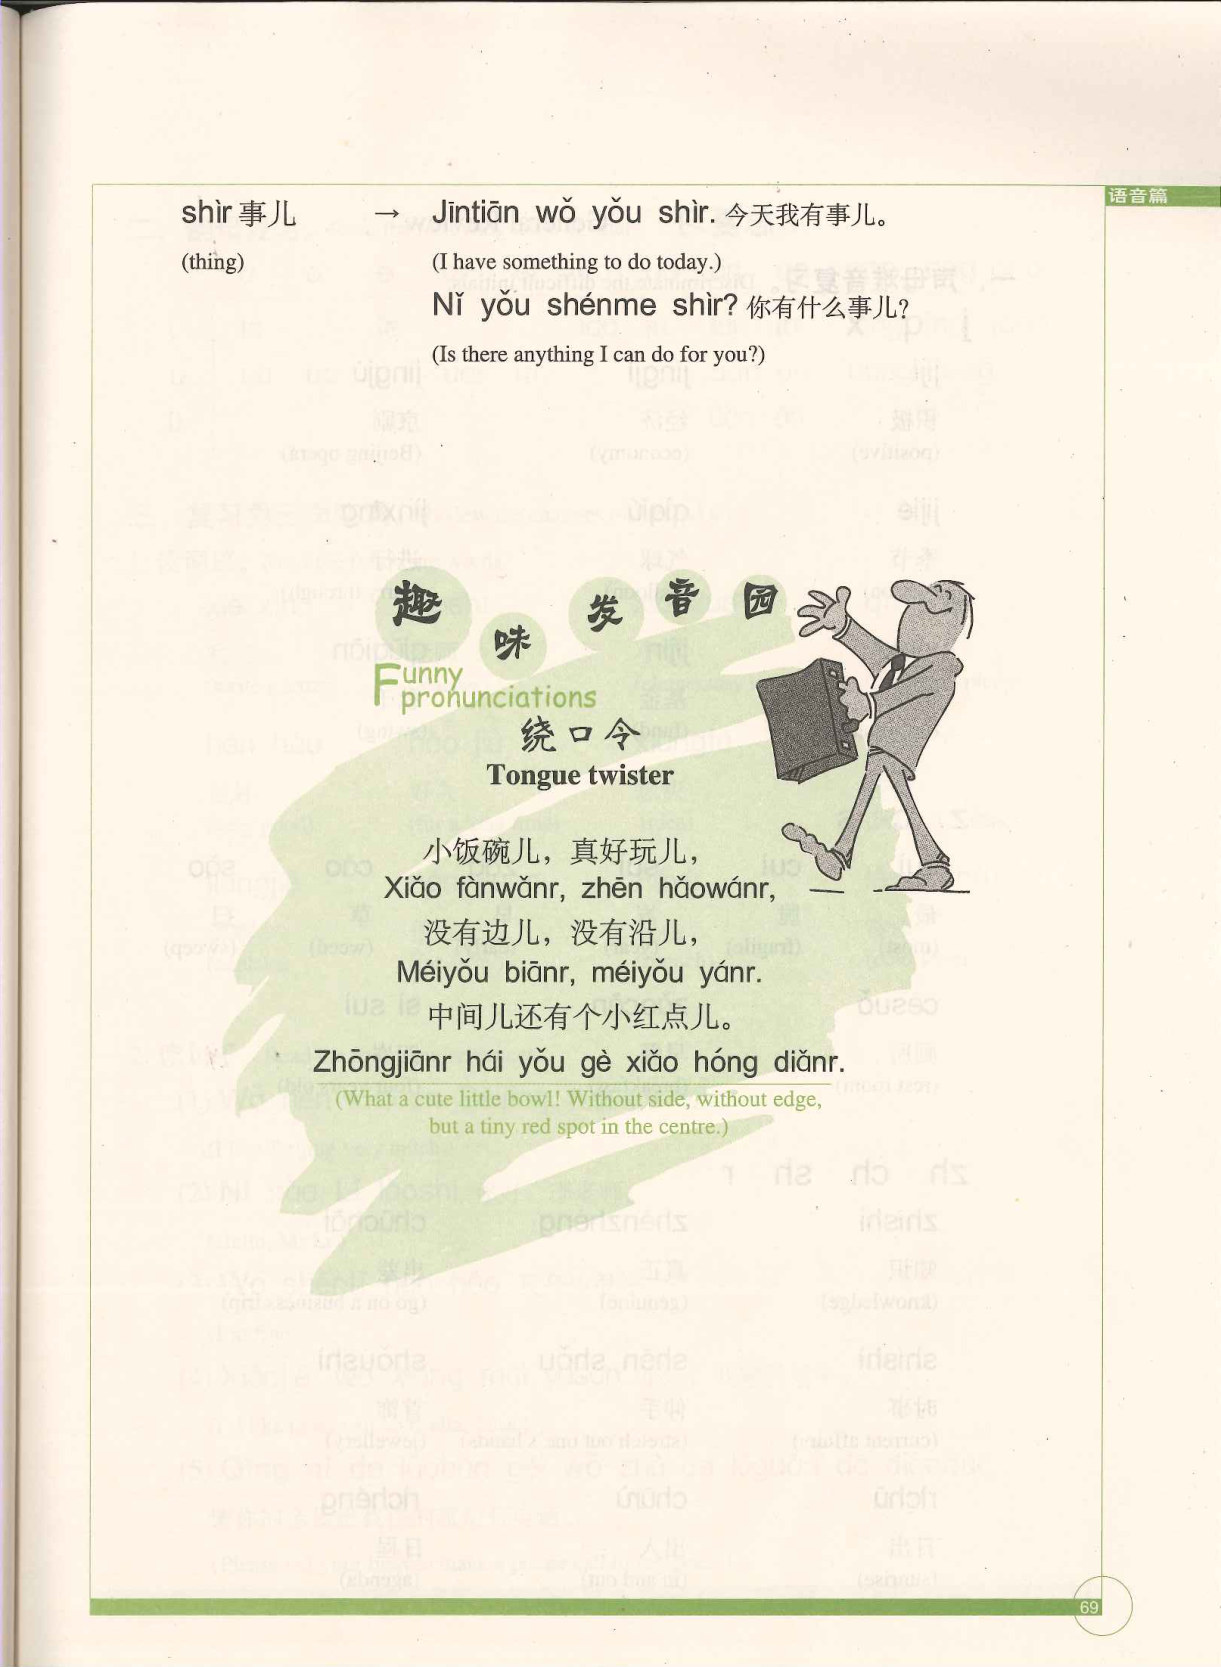 语音篇
shìr 事儿 → Jīntiān wǒ yǒu shìr. 今天我有事儿。
(thing) (I have something to do today.)
Nǐ yǒu shénme shìr? 你有什么事儿？
(Is there anything I can do for you?)
趣味发音园
Funny pronunciations
绕口令
Tongue twister
小饭碗儿，真好玩儿，
Xiǎo fànwǎnr, zhēn hǎowánr,
没有边儿，没有沿儿，
Méiyǒu biānr, méiyǒu yánr.
中间儿还有个小红点儿。
Zhōngjiānr hái yǒu gè xiǎo hóng diǎnr.
(What a cute little bowl! Without side, without edge,
but a tiny red spot in the centre.)
69